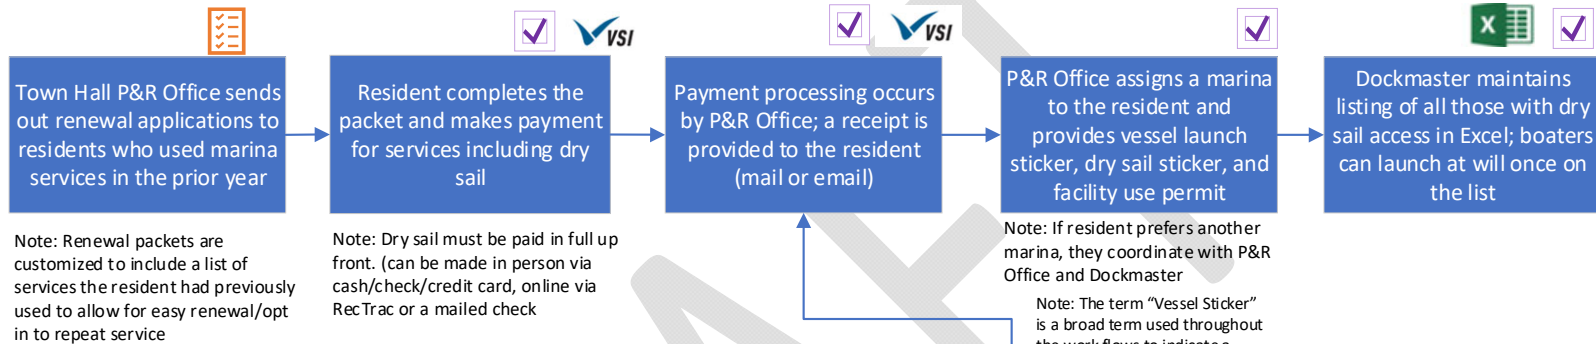 VSI
VSI
Town Hall P&R Office sends
out renewal applications to
residents who used marina
services in the prior year
Resident completes the
packet and makes payment
for services including dry
sail
Payment processing occurs
by P&R Office; a receipt is
provided to the resident
(mail or email)
P&R Office assigns a marina
to the resident and
provides vessel launch
sticker, dry sail sticker, and
facility use permit
Dockmaster maintains
listing of all those with dry
sail access in Excel; boaters
can launch at will once on
the list
Note: Renewal packets are
customized to include a list of
services the resident had previously
used to allow for easy renewal/opt
in to repeat service
Note: Dry sail must be paid in full up
front. (can be made in person via
cash/check/credit card, online via
RecTrac or a mailed check
Note: If resident prefers another
marina, they coordinate with P&R
Office and Dockmaster
Note: The term “Vessel Sticker”
is a broad term used throughout
the workflows to indicate a